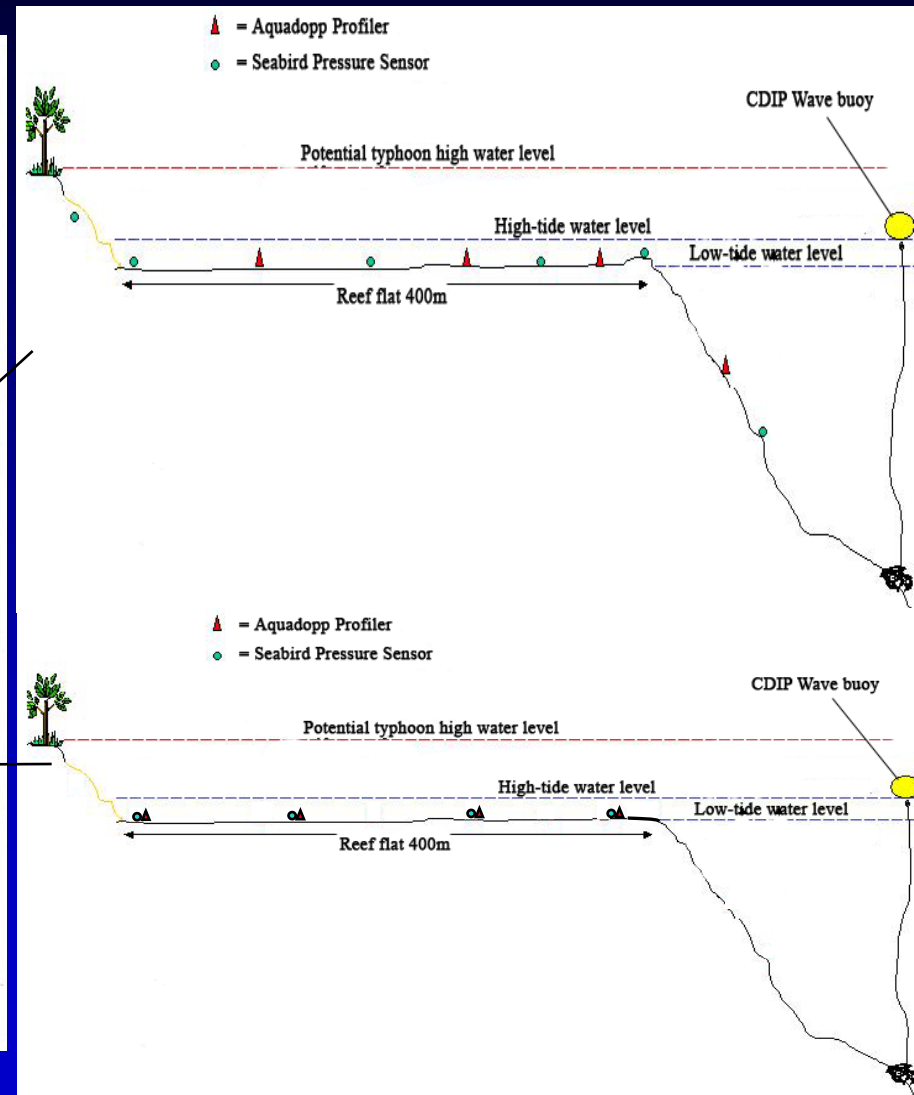 = Aquadopp Profiler
= Seabird Pressure Sensor
CDIP Wave buoy
Potential typhoon high water level
High-tide water level
Low-tide water level
Reef flat 400m
= Aquadopp Profiler
= Seabird Pressure Sensor
CDIP Wave buoy
Potential typhoon high water level
High-tide water level
Low-tide water level
Reef flat 400m